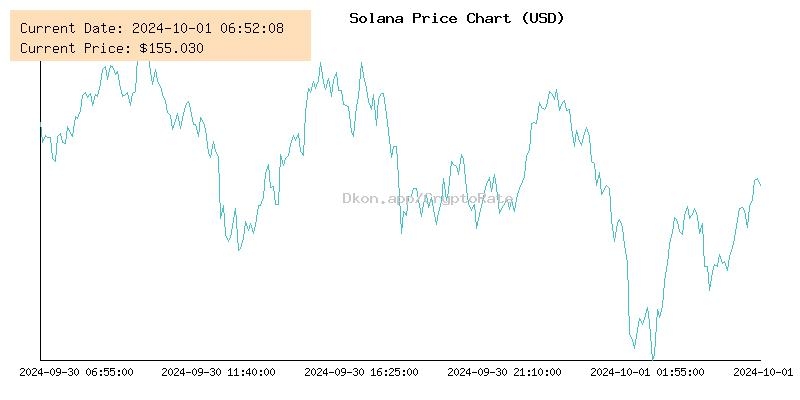 Solana Price Chart (USD)
Current Date: 2024-10-01 06:52:08
Current Price: $155.030
Dkon.app/CryptoRate
2024-09-30 06:55:00
2024-09-30 11:40:00
2024-09-30 16:25:00
2024-09-30 21:10:00
2024-10-01 01:55:00
2024-10-01